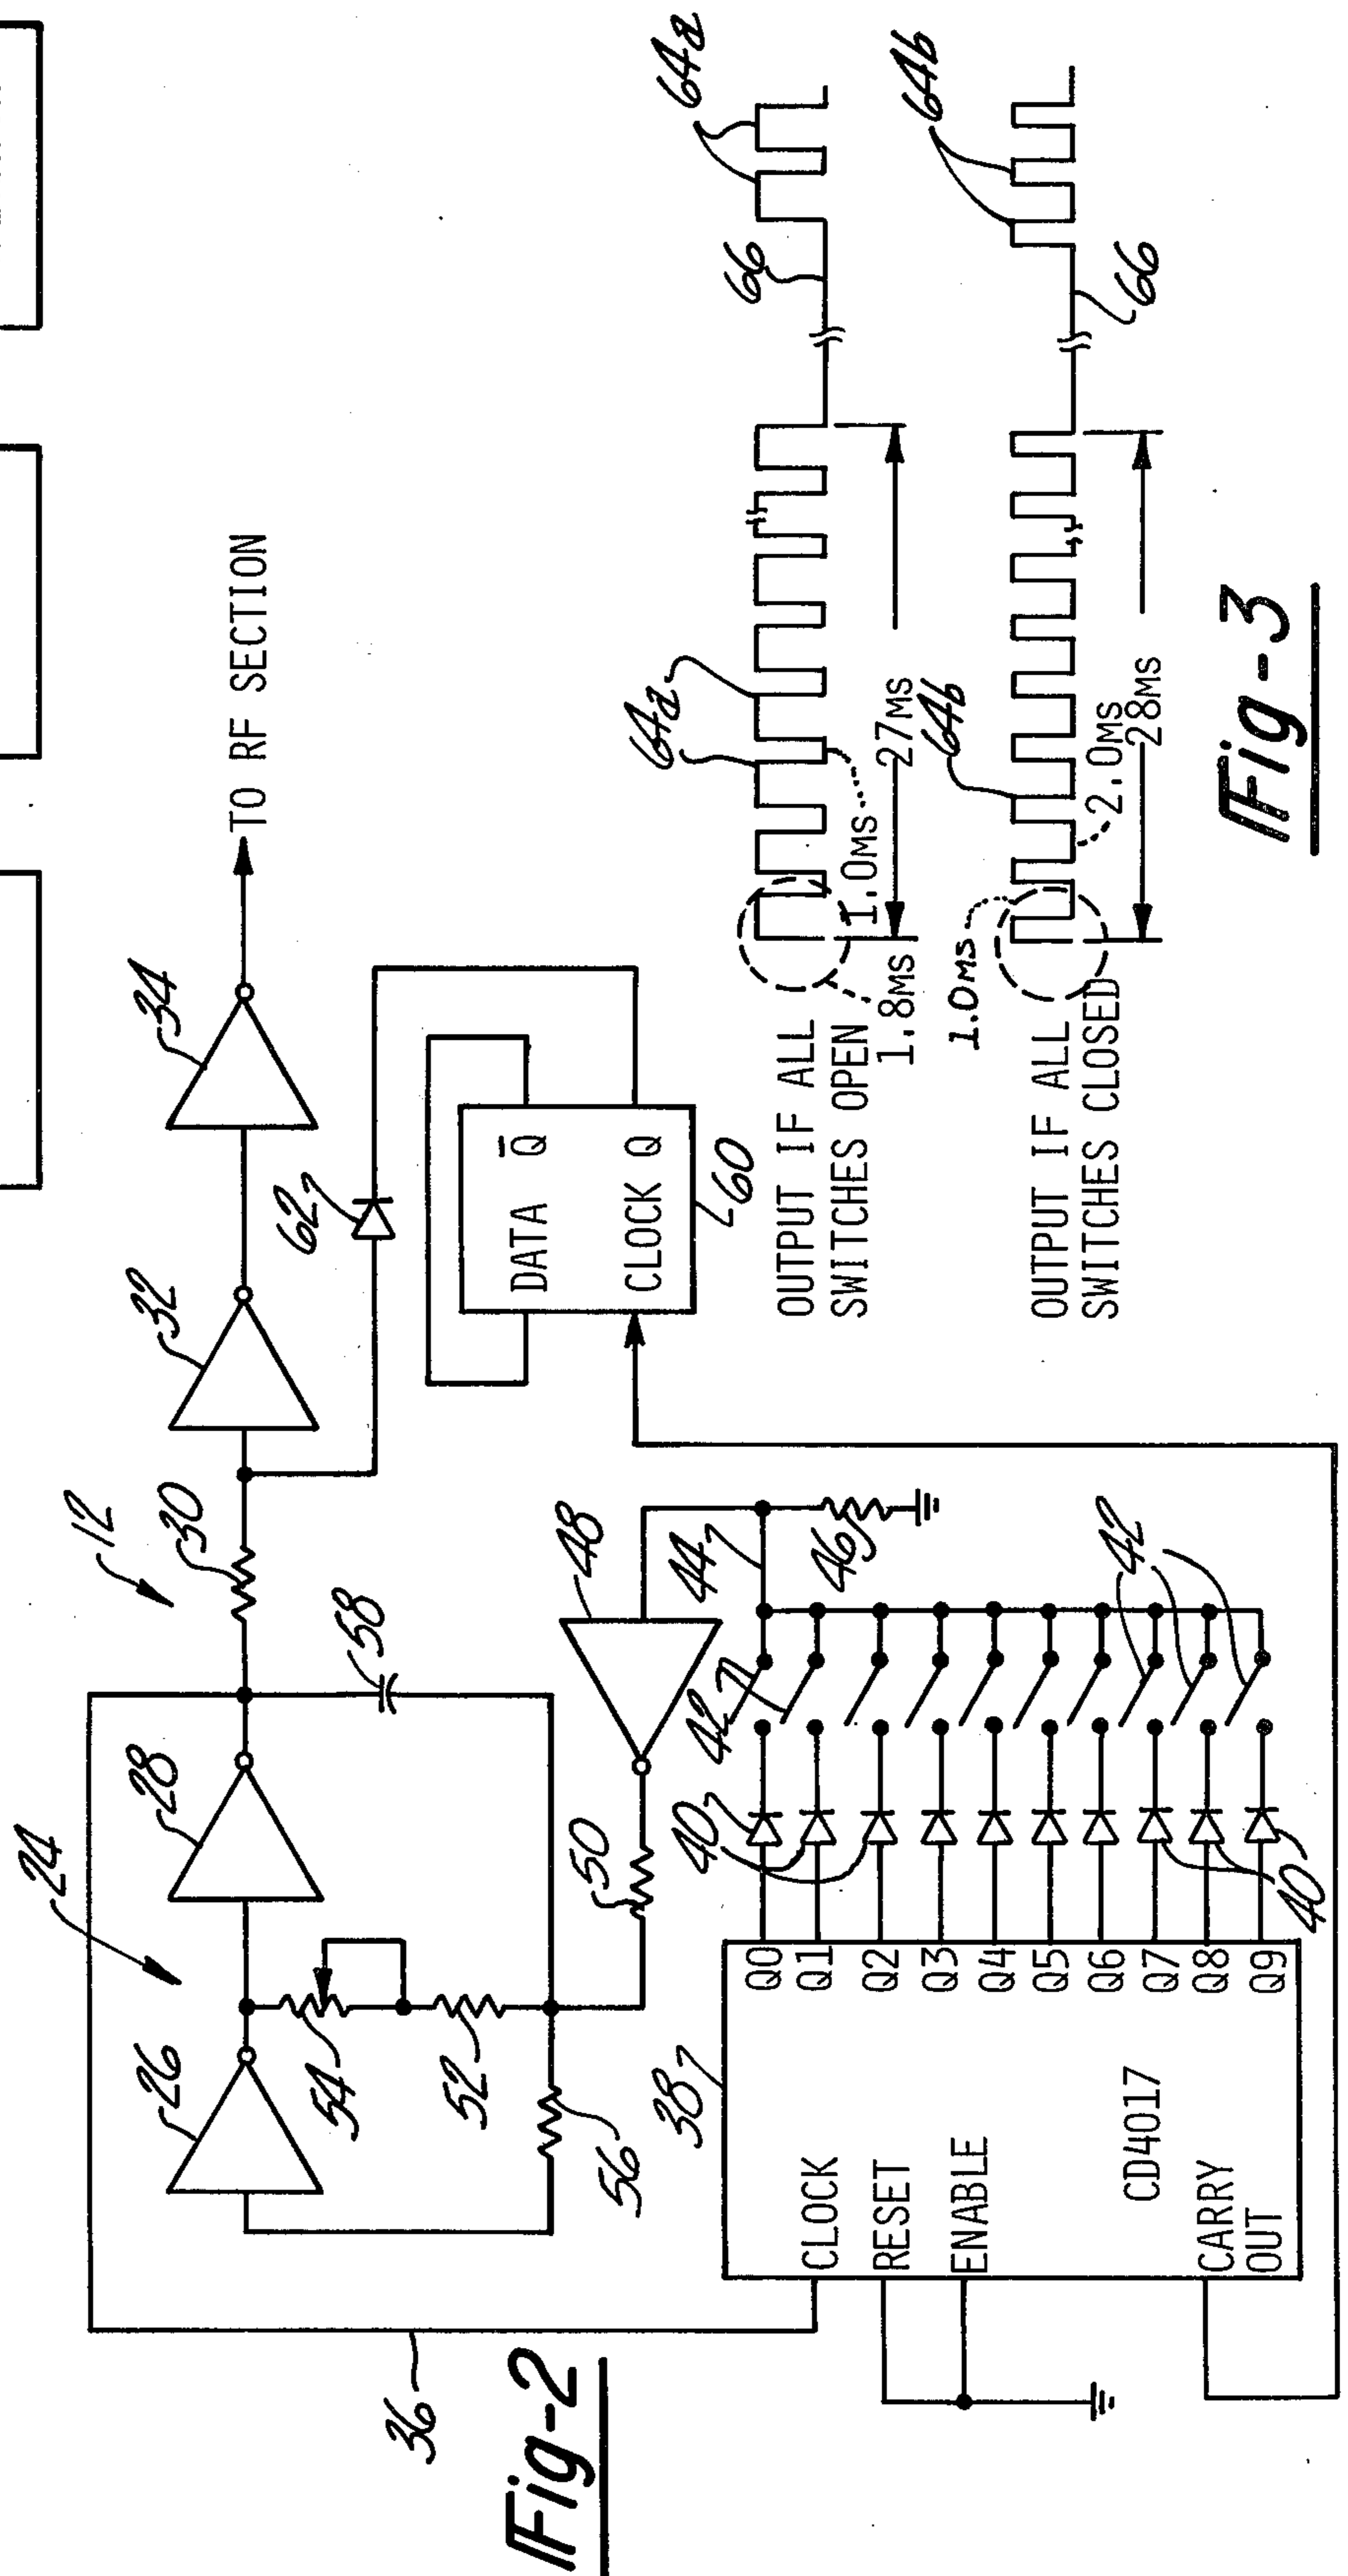 24
26
28
12
30
32
34
TO RF SECTION
36
54
52
56
58
50
48
62
DATA Q̅
CLOCK Q
60
38
CLOCK
RESET
ENABLE
CD4017
CARRY
OUT
Q0
Q1
Q2
Q3
Q4
Q5
Q6
Q7
Q8
Q9
40
40
42
42
44
46
Fig-2
OUTPUT IF ALL
SWITCHES OPEN
1.8MS
1.0MS
27MS
64a
64a
66
OUTPUT IF ALL
SWITCHES CLOSED
1.0MS
2.0MS
28MS
64b
64b
66
Fig-3